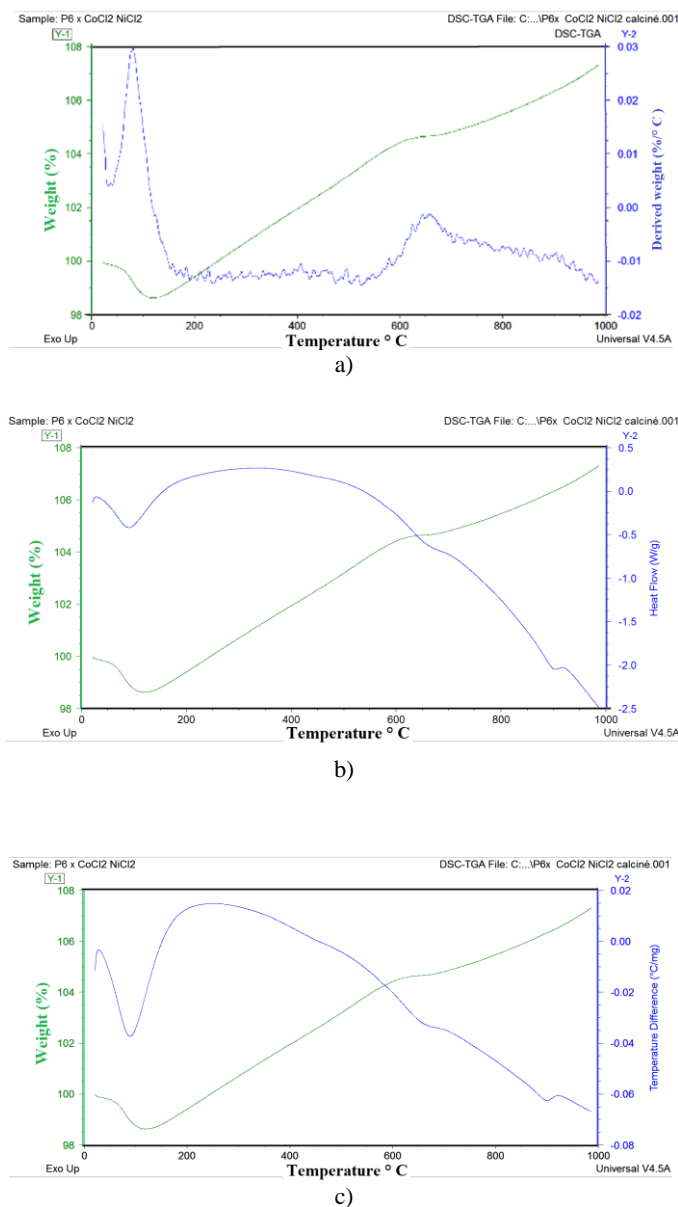 Sample: P6 x CoCl2 NiCl2 DSC-TGA File: C:...\P6x  CoCl2 NiCl2 calciné.001
Y-1 DSC-TGA Y-2
108 0.03
106 0.02
104 0.01
102 0.00
100 -0.01
98 -0.02
Weight (%)
Derived weight (%/° C )
0 200 400 600 800 1000
Exo Up Temperature ° C Universal V4.5A
a)
Sample: P6 x CoCl2 NiCl2 DSC-TGA File: C:...\P6x  CoCl2 NiCl2 calciné.001
Y-1 Y-2
108 0.5
0.0
106 -0.5
104 -1.0
102 -1.5
100 -2.0
98 -2.5
Weight (%)
Heat Flow (W/g)
0 200 400 600 800 1000
Exo Up Temperature ° C Universal V4.5A
b)
Sample: P6 x CoCl2 NiCl2 DSC-TGA File: C:...\P6x  CoCl2 NiCl2 calciné.001
Y-1 Y-2
108 0.02
106 0.00
104 -0.02
102 -0.04
100 -0.06
98 -0.08
Weight (%)
Temperature Difference (°C/mg)
0 200 400 600 800 1000
Exo Up Temperature ° C Universal V4.5A
c)